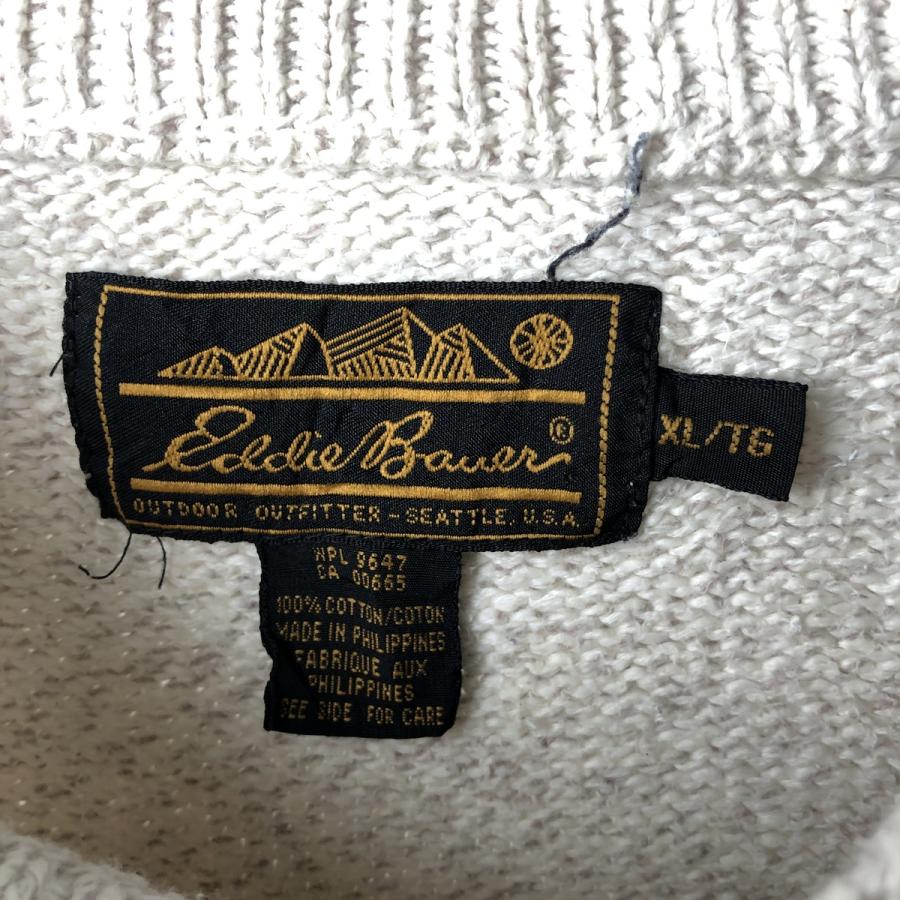 Eddie Bauer ®
OUTDOOR OUTFITTER - SEATTLE, U.S.A.
XL/TG
WPL 9647
CA 00665
100% COTTON/COTON
MADE IN PHILIPPINES
FABRIQUE AUX
PHILIPPINES
SEE SIDE FOR CARE